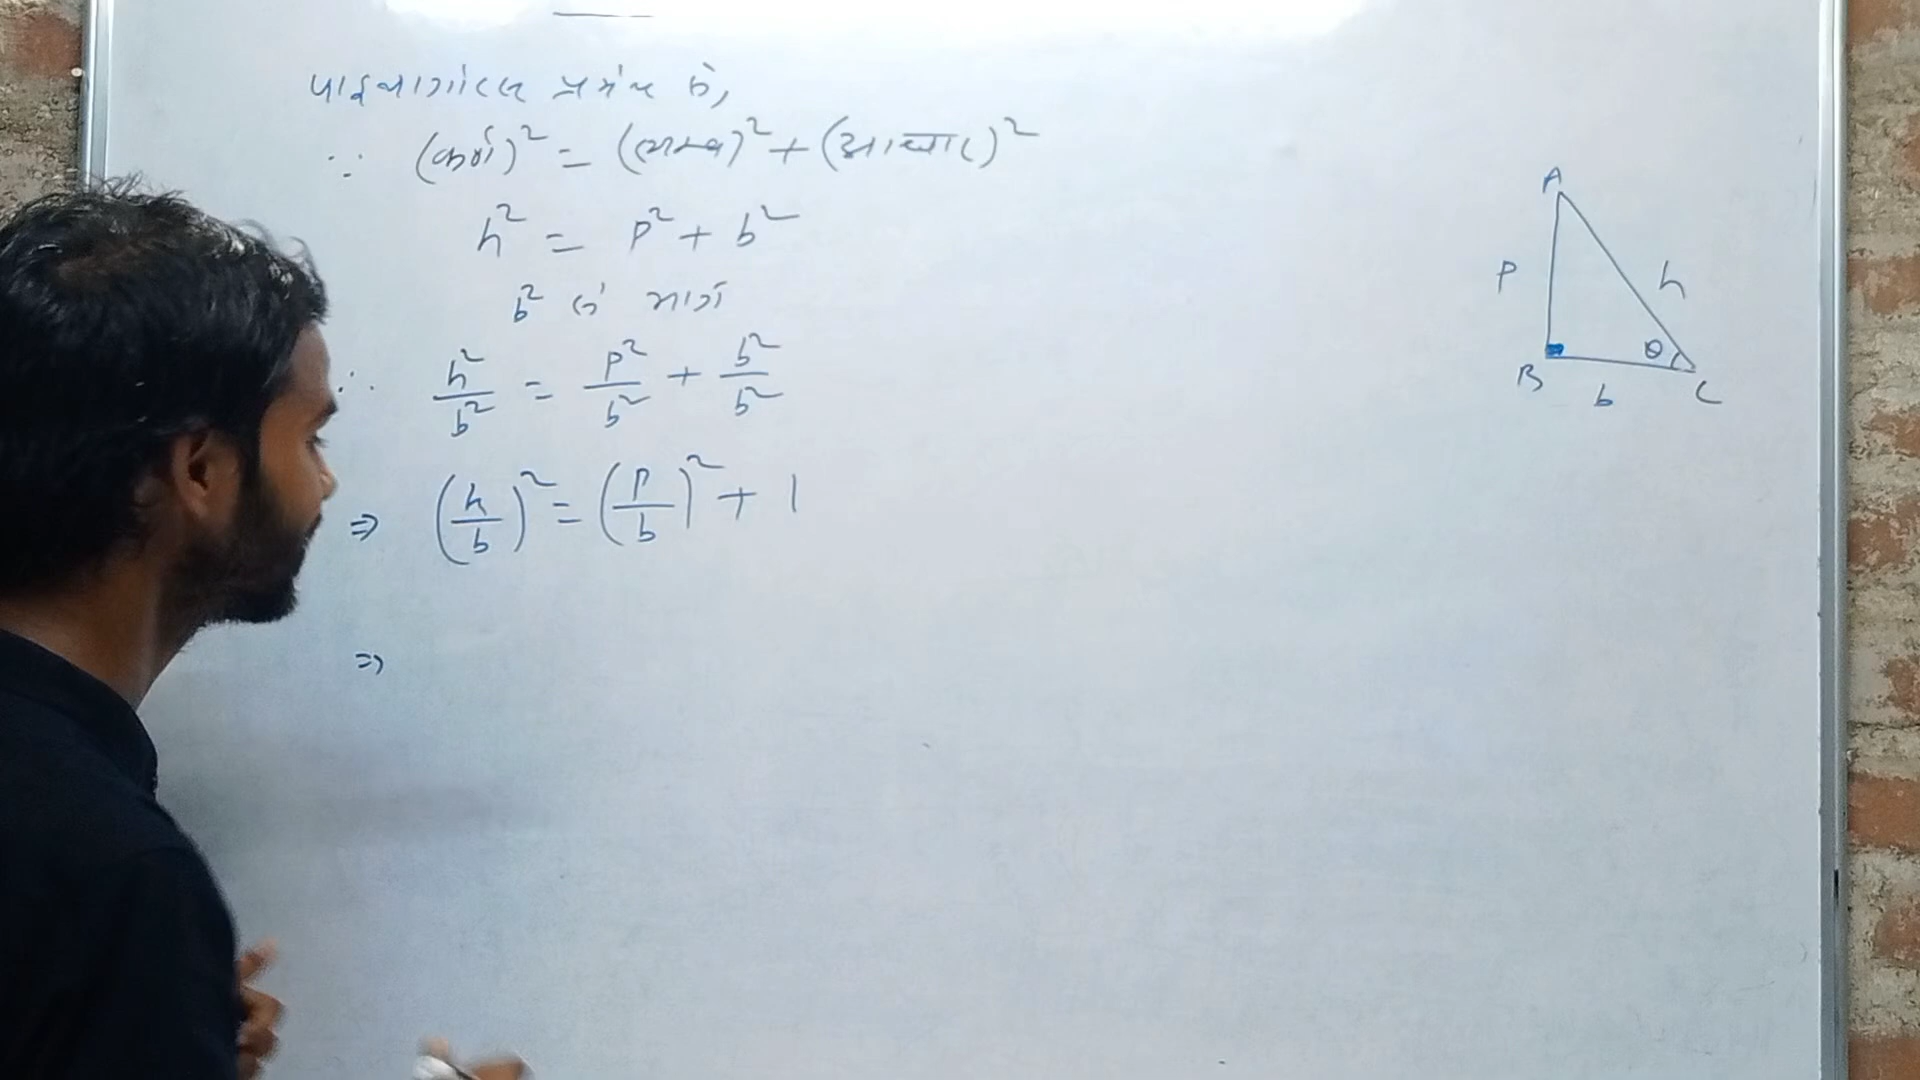 पाइथागोरस प्रमेय से,
∵ (कर्ण)² = (लम्ब)² + (आधार)²
h² = p² + b²
b² से भाग
∴ h²/b² = p²/b² + b²/b²
⇒ (h/b)² = (p/b)² + 1
⇒
A
P h
θ
B b C